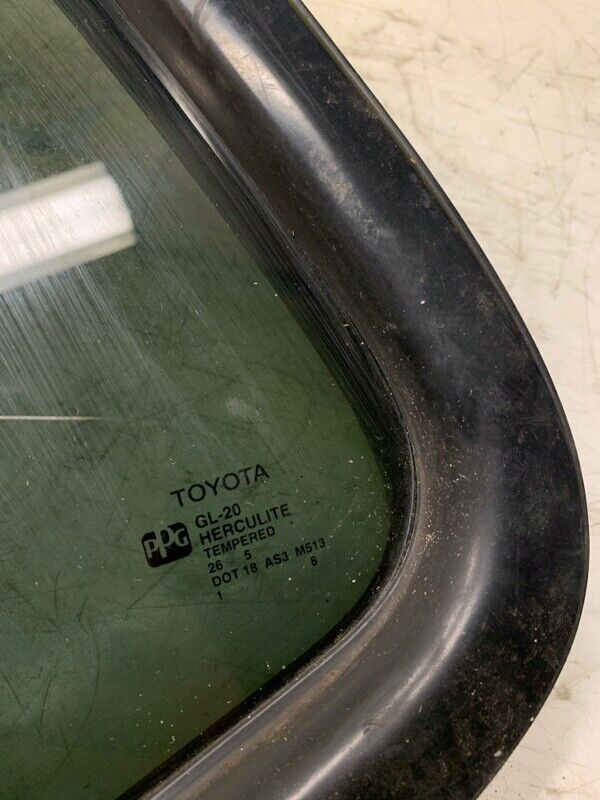 TOYOTA
PPG
GL-20
HERCULITE
TEMPERED
26 5
DOT 18 AS3 M513
1 8